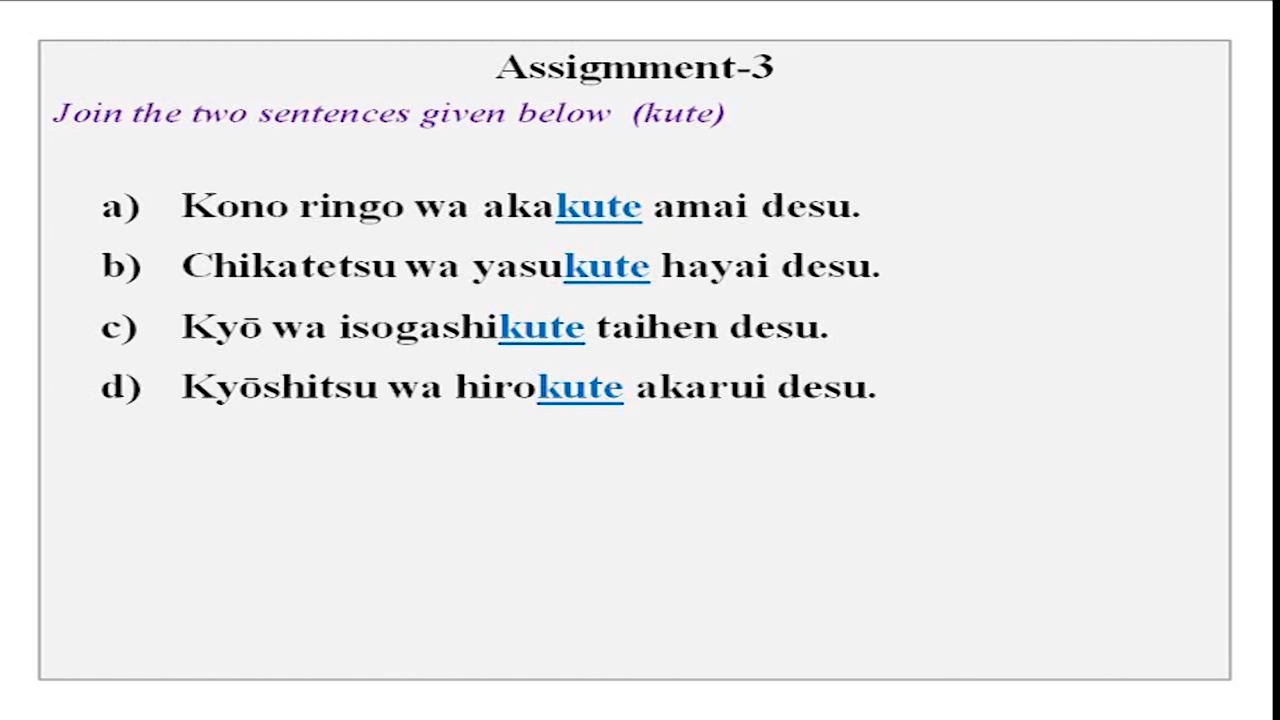 Assigmment-3
Join the two sentences given below (kute)
a) Kono ringo wa akakute amai desu.
b) Chikatetsu wa yasukute hayai desu.
c) Kyō wa isogashikute taihen desu.
d) Kyōshitsu wa hirokute akarui desu.